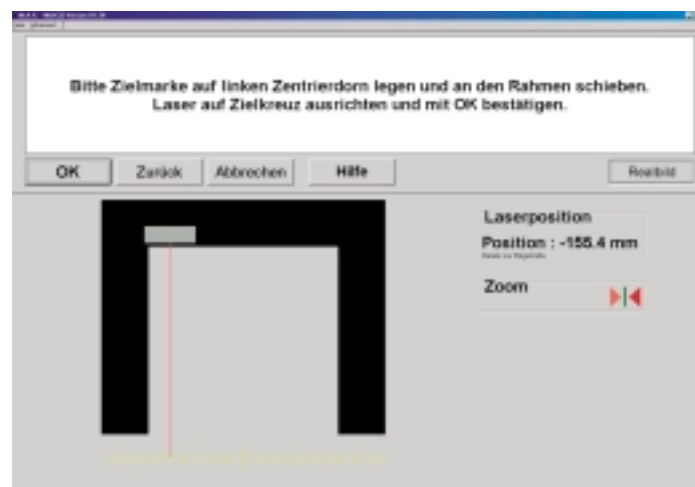 Bitte Zielmarke auf linken Zentrierdorn legen und an den Rahmen schieben.
Laser auf Zielkreuz ausrichten und mit OK bestätigen.
OK Zurück Abbrechen Hilfe Realbild
Laserposition
Position : -155.4 mm
Zoom